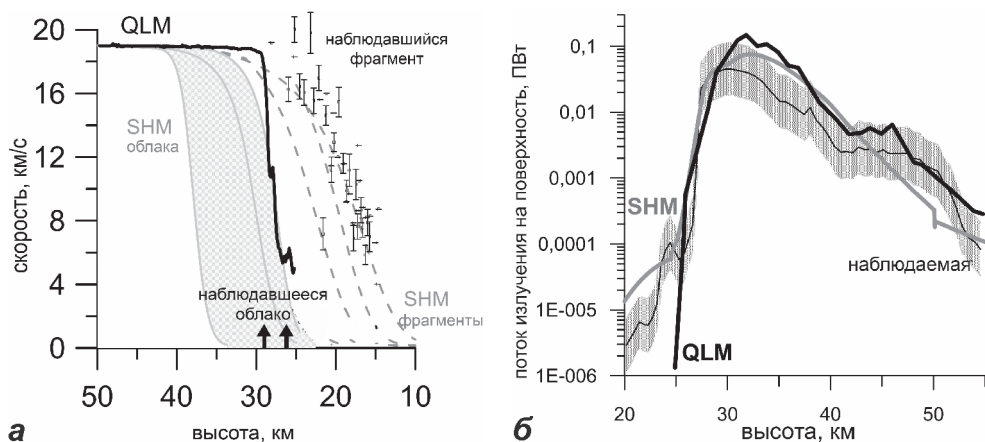 20
16
12
8
4
0
скорость, км/с
QLM
наблюдавшийся
фрагмент
SHM
облака
наблюдавшееся
облако
SHM
фрагменты
50
40
30
20
10
высота, км
а
0,1
0,01
0,001
0,0001
1E-005
1E-006
поток излучения на поверхность, ПВт
SHM
наблюдаемая
QLM
20
30
40
50
высота, км
б